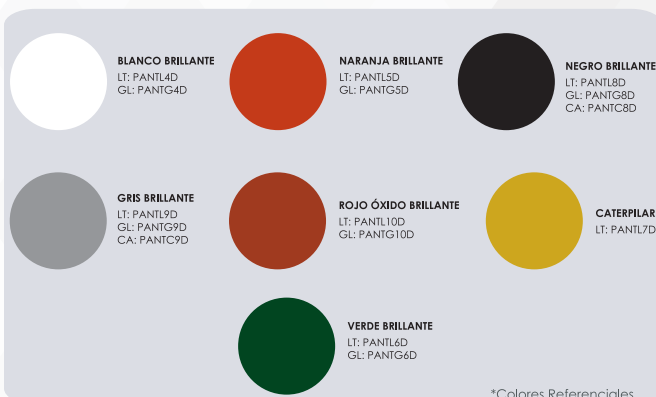 BLANCO BRILLANTE
LT: PANTL4D
GL: PANTG4D
NARANJA BRILLANTE
LT: PANTL5D
GL: PANTG5D
NEGRO BRILLANTE
LT: PANTL8D
GL: PANTG8D
CA: PANTC8D
GRIS BRILLANTE
LT: PANTL9D
GL: PANTG9D
CA: PANTC9D
ROJO ÓXIDO BRILLANTE
LT: PANTL10D
GL: PANTG10D
CATERPILAR
LT: PANTL7D
VERDE BRILLANTE
LT: PANTL6D
GL: PANTG6D
*Colores Referenciales